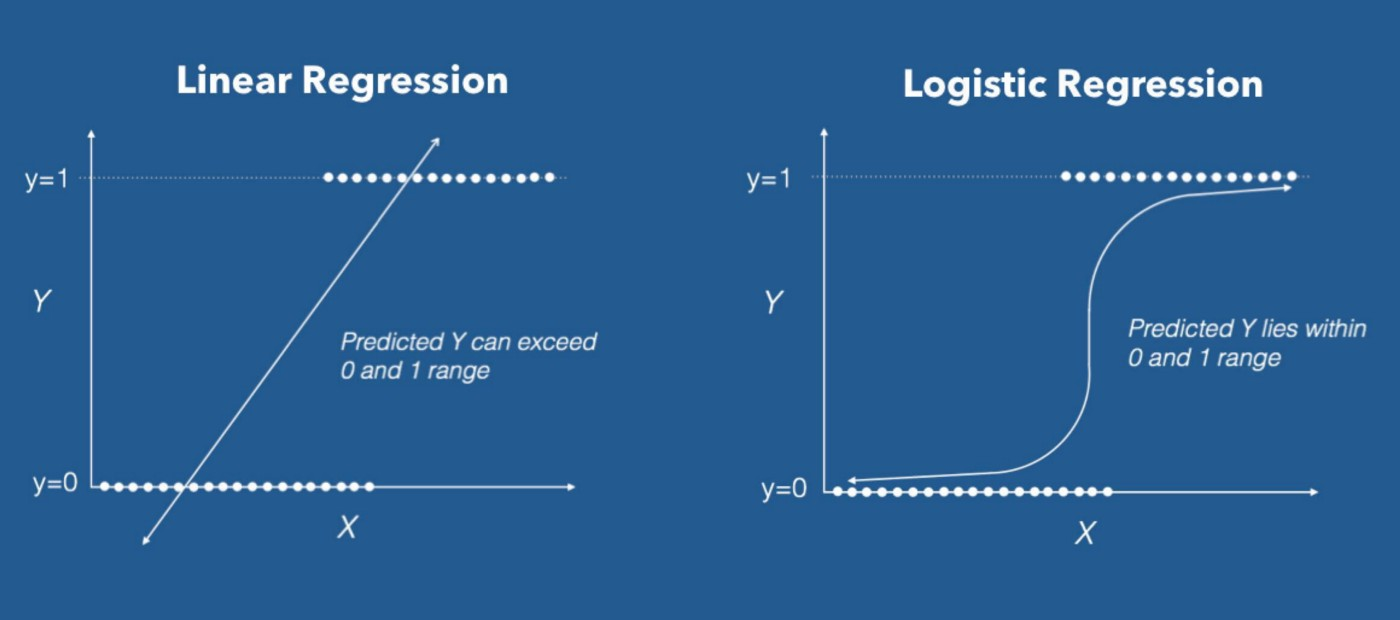 Linear Regression
y=1
Y
Predicted Y can exceed
0 and 1 range
y=0
X
Logistic Regression
y=1
Y
Predicted Y lies within
0 and 1 range
y=0
X